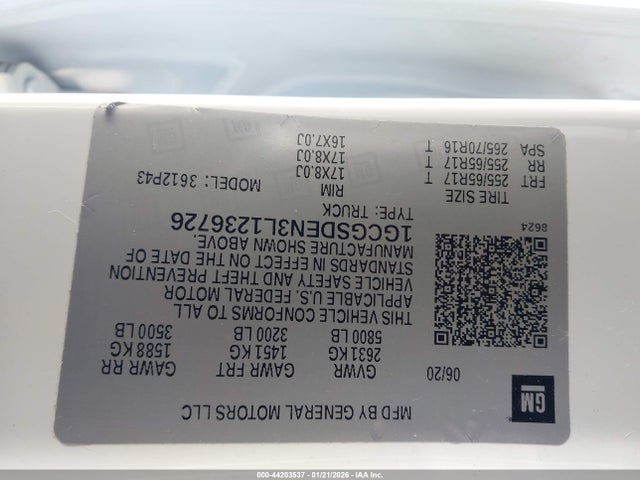 MFD BY GENERAL MOTORS LLC
06/20
GVWR GAWR FRT GAWR RR
2631 KG 1451 KG 1588 KG
5800 LB 3200 LB 3500 LB
THIS VEHICLE CONFORMS TO ALL
APPLICABLE U.S. FEDERAL MOTOR
VEHICLE SAFETY AND THEFT PREVENTION
STANDARDS IN EFFECT ON THE DATE OF
MANUFACTURE SHOWN ABOVE.
1GCGSDEN3L1236726
TYPE: TRUCK MODEL: 3612P43
8624
TIRE SIZE RIM
FRT 255/65R17 T 17X8.0J
RR 255/65R17 T 17X8.0J
SPA 265/70R16 T 16X7.0J
GM
000-44203537 - 01/21/2026 - IAA Inc.